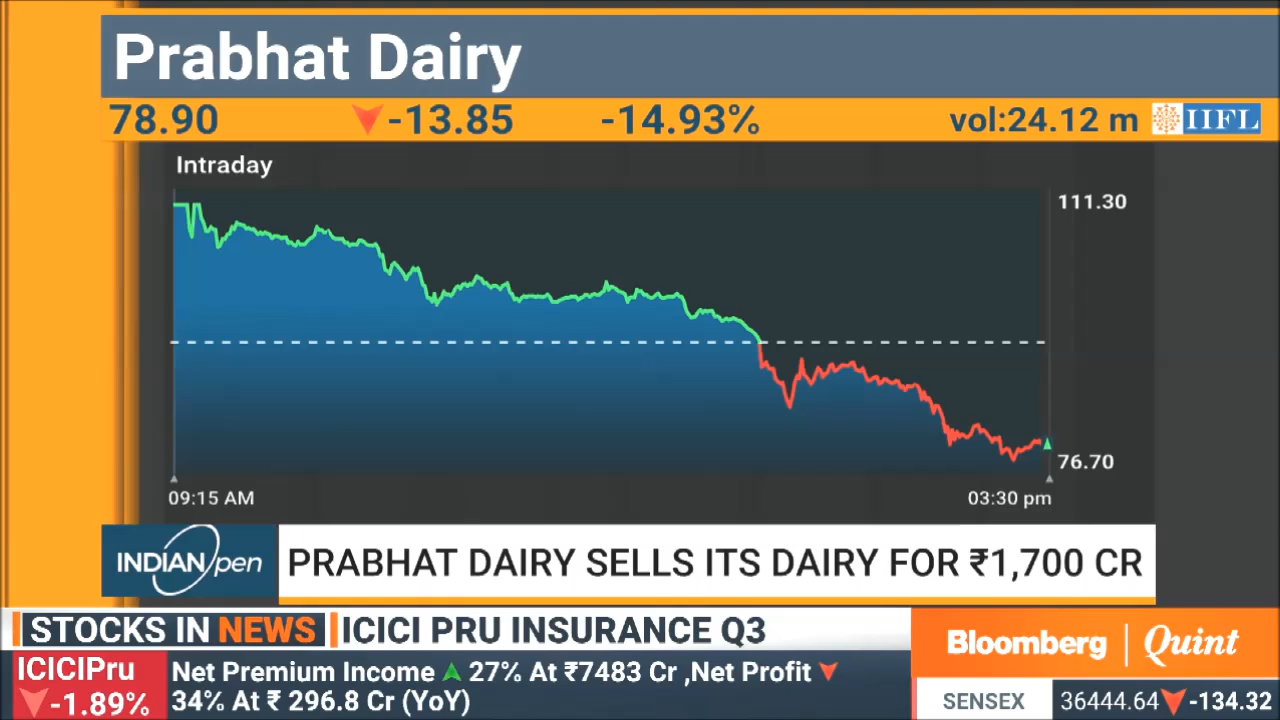 Prabhat Dairy
78.90 -13.85 -14.93% vol:24.12 m IIFL
Intraday
111.30
76.70
09:15 AM 03:30 pm
INDIAN Open
PRABHAT DAIRY SELLS ITS DAIRY FOR ₹1,700 CR
STOCKS IN NEWS ICICI PRU INSURANCE Q3
ICICIPru
-1.89%
Net Premium Income 27% At ₹7483 Cr ,Net Profit
34% At ₹ 296.8 Cr (YoY)
Bloomberg | Quint
SENSEX 36444.64 -134.32